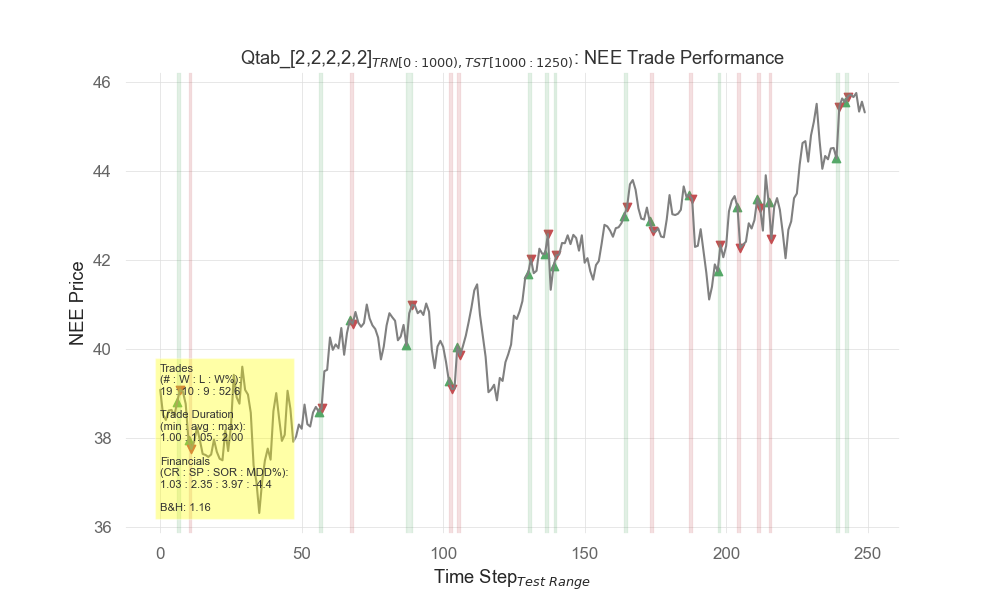 Qtab_[2,2,2,2,2]TRN[0 : 1000), TST[1000 : 1250): NEE Trade Performance
46
44
42
40
38
36
NEE Price
Trades
(# : W : L : W%):
19 : 10 : 9 : 52.6
Trade Duration
(min : avg : max):
1.00 : 1.05 : 2.00
Financials
(CR : SP : SOR : MDD%):
1.03 : 2.35 : 3.97 : -4.4
B&H: 1.16
0 50 100 150 200 250
Time StepTest Range